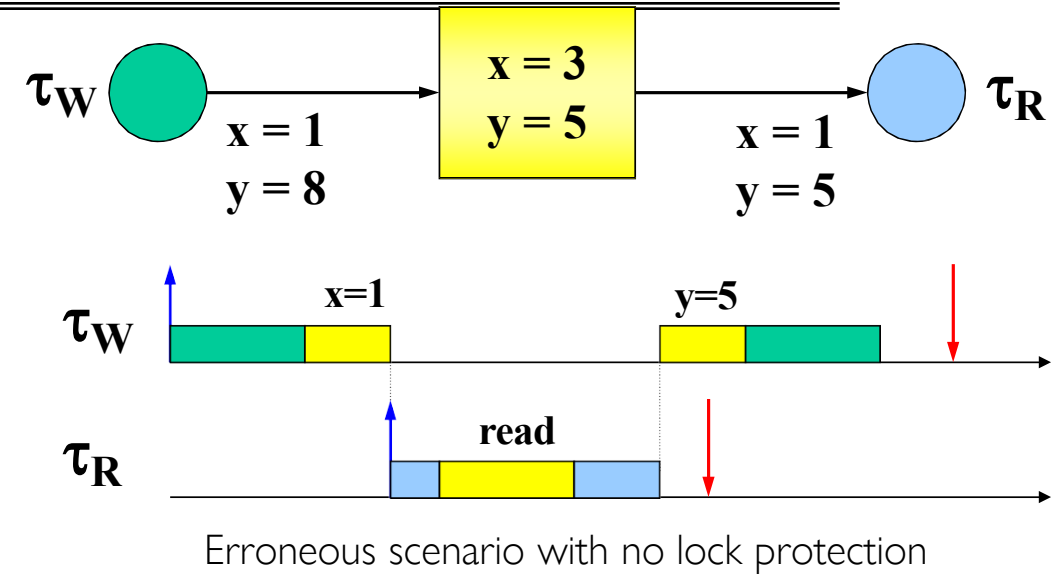 τW
x = 3
y = 5
τR
x = 1
y = 8
x = 1
y = 5
τW
x=1
y=5
τR
read
Erroneous scenario with no lock protection